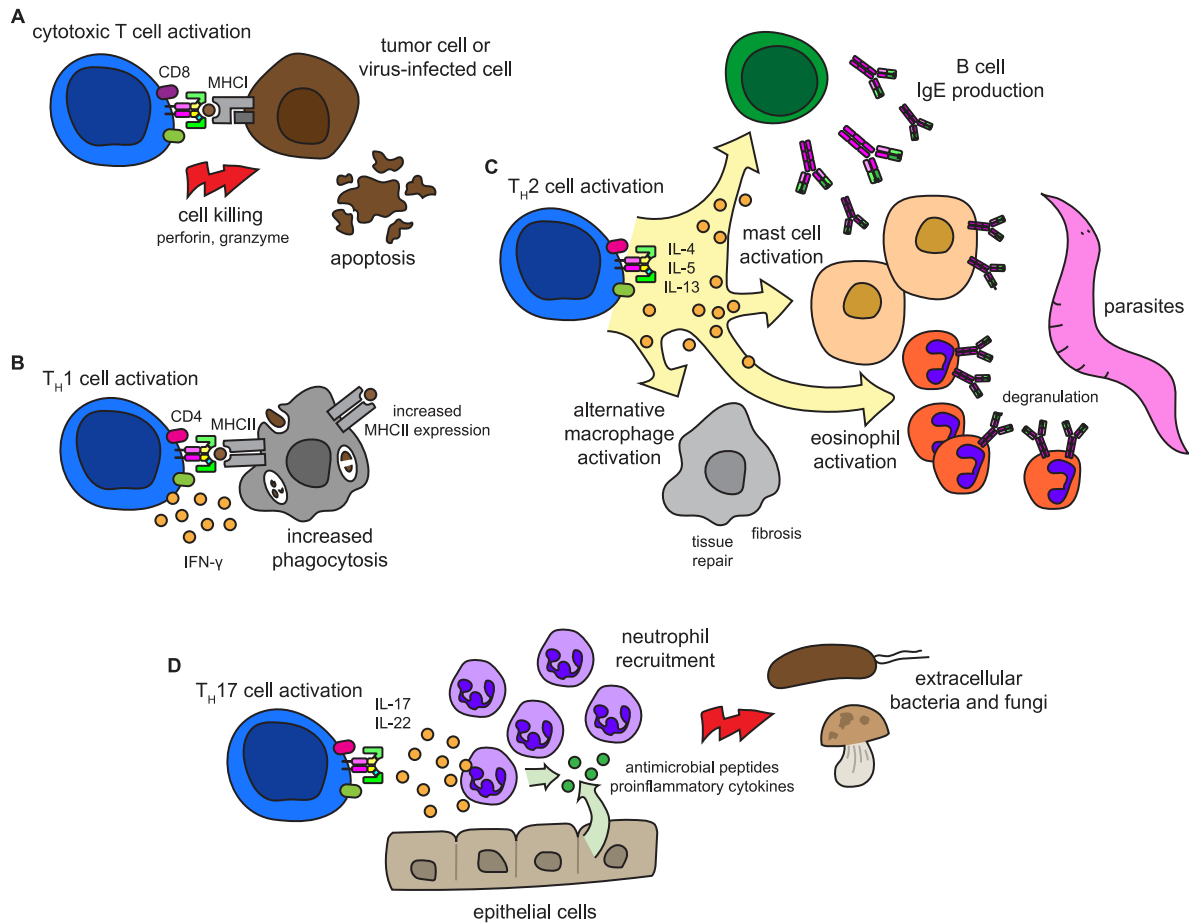 A
cytotoxic T cell activation
CD8
MHCI
tumor cell or
virus-infected cell
cell killing
perforin, granzyme
apoptosis
B
TH1 cell activation
CD4
MHCII
increased
MHCII expression
IFN-γ
increased
phagocytosis
C
TH2 cell activation
IL-4
IL-5
IL-13
B cell
IgE production
mast cell
activation
parasites
degranulation
eosinophil
activation
alternative
macrophage
activation
tissue
repair
fibrosis
D
TH17 cell activation
IL-17
IL-22
neutrophil
recruitment
extracellular
bacteria and fungi
antimicrobial peptides
proinflammatory cytokines
epithelial cells